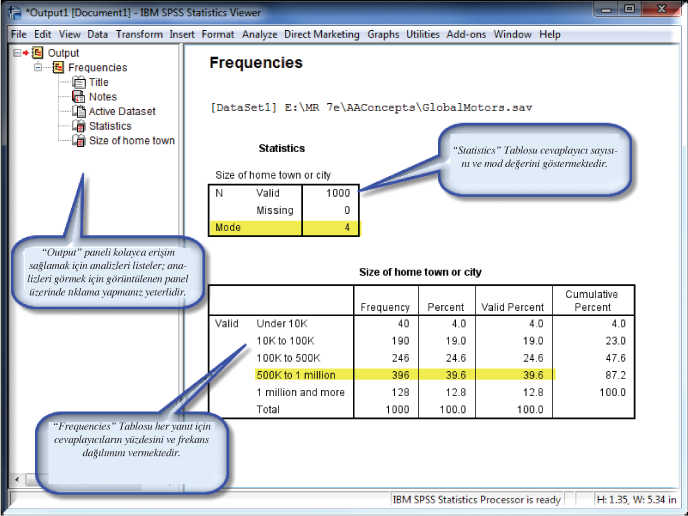 *Output1 [Document1] - IBM SPSS Statistics Viewer
File Edit View Data Transform Insert Format Analyze Direct Marketing Graphs Utilities Add-ons Window Help
Output
Frequencies
Title
Notes
Active Dataset
Statistics
Size of home town
Frequencies
[DataSet1] E:\MR 7e\AAConcepts\GlobalMotors.sav
Statistics
Size of home town or city
N Valid 1000
Missing 0
Mode 4
“Statistics” Tablosu cevaplayıcı sayısı-
nı ve mod değerini göstermektedir.
“Output” paneli kolayca erişim
sağlamak için analizleri listeler; ana-
lizleri görmek için görüntülenen panel
üzerinde tıklama yapmanız yeterlidir.
Size of home town or city
Frequency Percent Valid Percent Cumulative
Percent
Valid Under 10K 40 4.0 4.0 4.0
10K to 100K 190 19.0 19.0 23.0
100K to 500K 246 24.6 24.6 47.6
500K to 1 million 396 39.6 39.6 87.2
1 million and more 128 12.8 12.8 100.0
Total 1000 100.0 100.0
“Frequencies” Tablosu her yanıt için
cevaplayıcıların yüzdesini ve frekans
dağılımını vermektedir.
IBM SPSS Statistics Processor is ready H: 1.35, W: 5.34 in